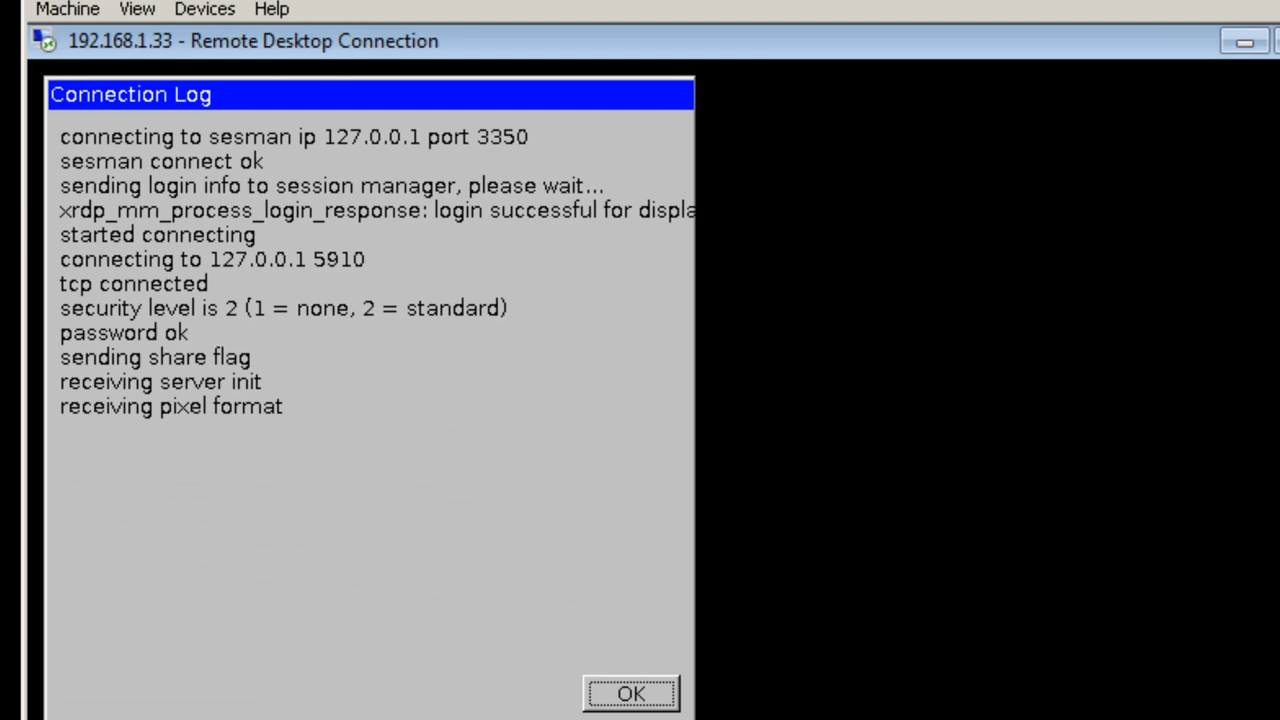 Machine View Devices Help
192.168.1.33 - Remote Desktop Connection
Connection Log
connecting to sesman ip 127.0.0.1 port 3350
sesman connect ok
sending login info to session manager, please wait...
xrdp_mm_process_login_response: login successful for displa
started connecting
connecting to 127.0.0.1 5910
tcp connected
security level is 2 (1 = none, 2 = standard)
password ok
sending share flag
receiving server init
receiving pixel format
OK